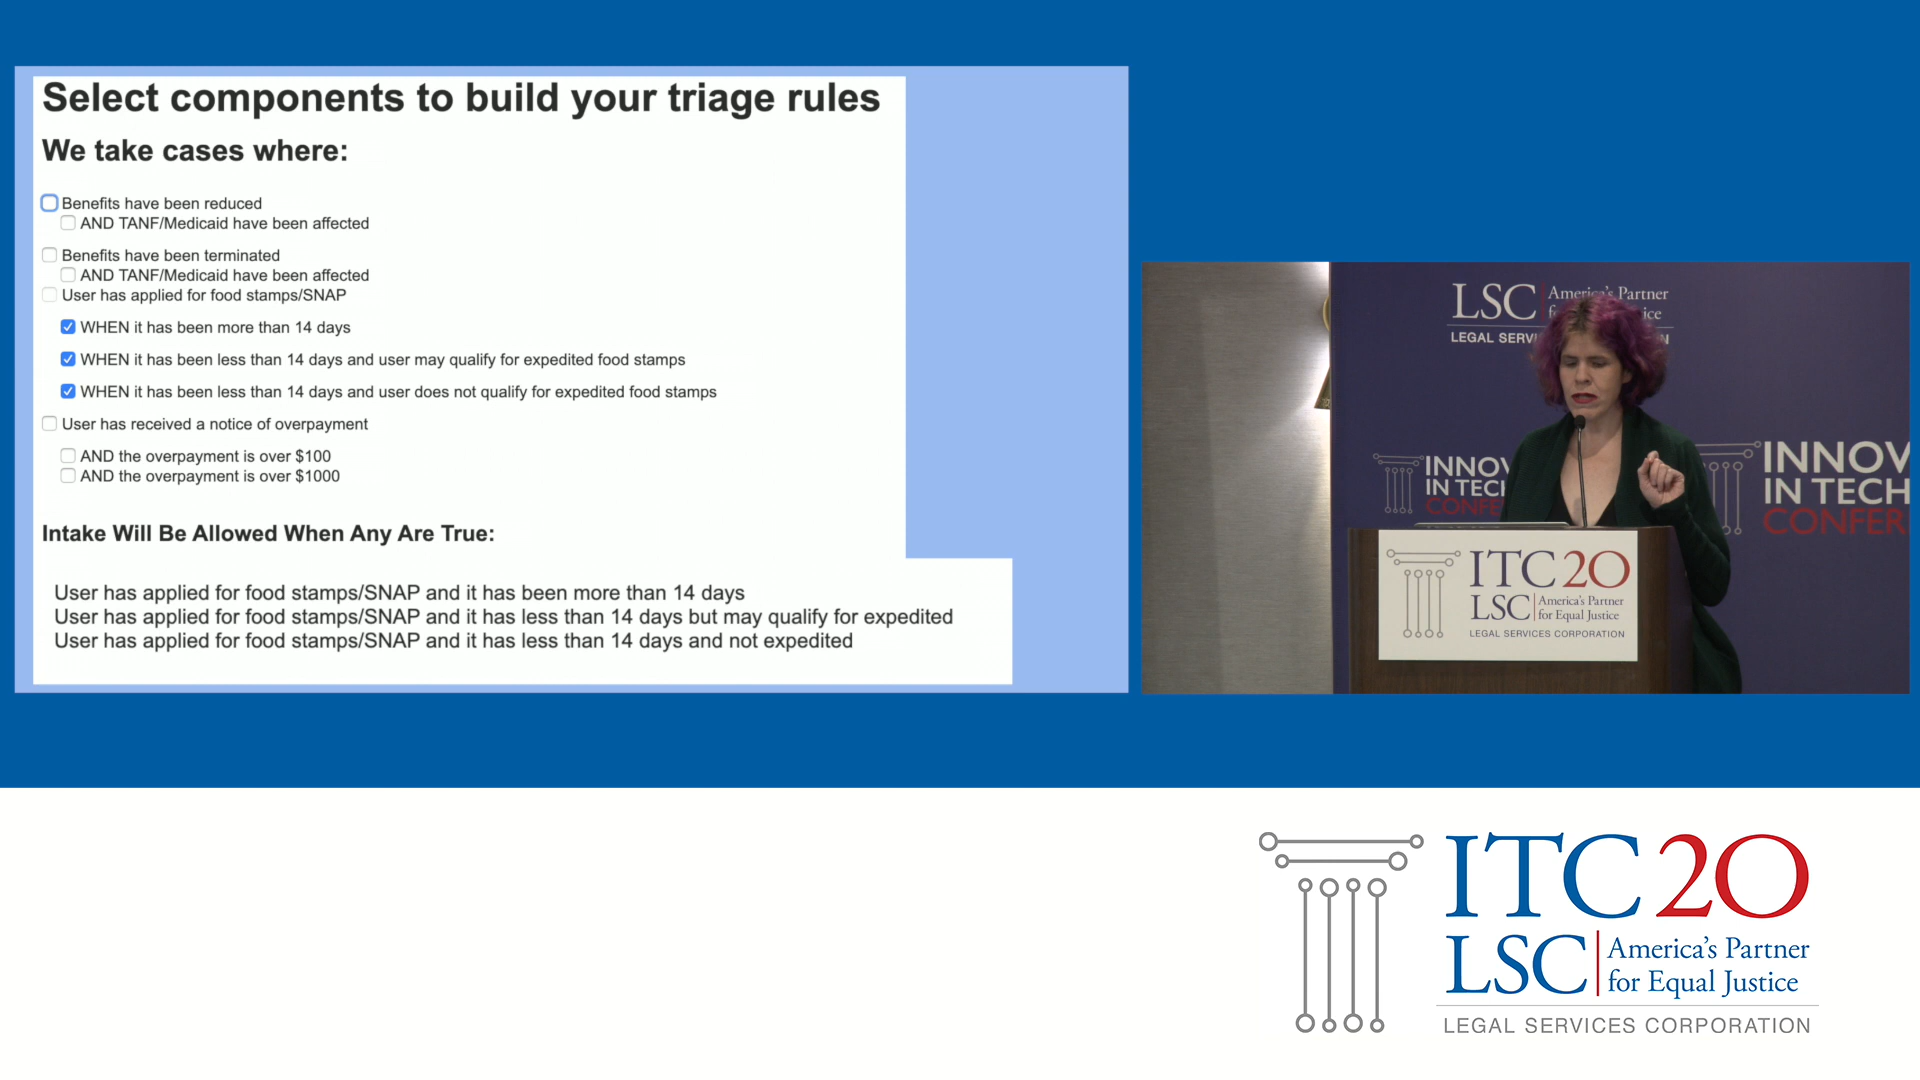 Select components to build your triage rules
We take cases where:
Benefits have been reduced
AND TANF/Medicaid have been affected
Benefits have been terminated
AND TANF/Medicaid have been affected
User has applied for food stamps/SNAP
WHEN it has been more than 14 days
WHEN it has been less than 14 days and user may qualify for expedited food stamps
WHEN it has been less than 14 days and user does not qualify for expedited food stamps
User has received a notice of overpayment
AND the overpayment is over $100
AND the overpayment is over $1000
Intake Will Be Allowed When Any Are True:
User has applied for food stamps/SNAP and it has been more than 14 days
User has applied for food stamps/SNAP and it has less than 14 days but may qualify for expedited
User has applied for food stamps/SNAP and it has less than 14 days and not expedited
LSC America's Partner
LEGAL
INNOV
IN TECH
CONFER
ITC 20
LSC America's Partner
for Equal Justice
LEGAL SERVICES CORPORATION
ITC 20
LSC America's Partner
for Equal Justice
LEGAL SERVICES CORPORATION